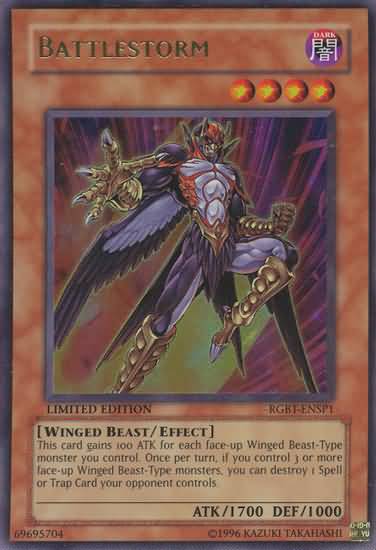 BATTLESTORM
DARK
闇
LIMITED EDITION RGBT-ENSP1
[WINGED BEAST/EFFECT]
This card gains 100 ATK for each face-up Winged Beast-Type
monster you control. Once per turn, if you control 3 or more
face-up Winged Beast-Type monsters, you can destroy 1 Spell
or Trap Card your opponent controls.
ATK/1700 DEF/1000
69695704 ©1996 KAZUKI TAKAHASHI